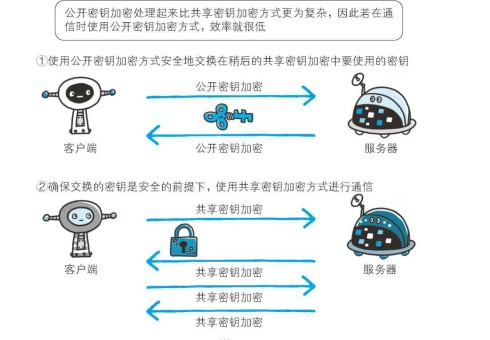 公开密钥加密处理起来比共享密钥加密方式更为复杂，因此若在通
信时使用公开密钥加密方式，效率就很低
①使用公开密钥加密方式安全地交换在稍后的共享密钥加密中要使用的密钥
公开密钥加密
公开密钥加密
客户端
服务器
②确保交换的密钥是安全的前提下，使用共享密钥加密方式进行通信
共享密钥加密
客户端
服务器
共享密钥加密
共享密钥加密
共享密钥加密